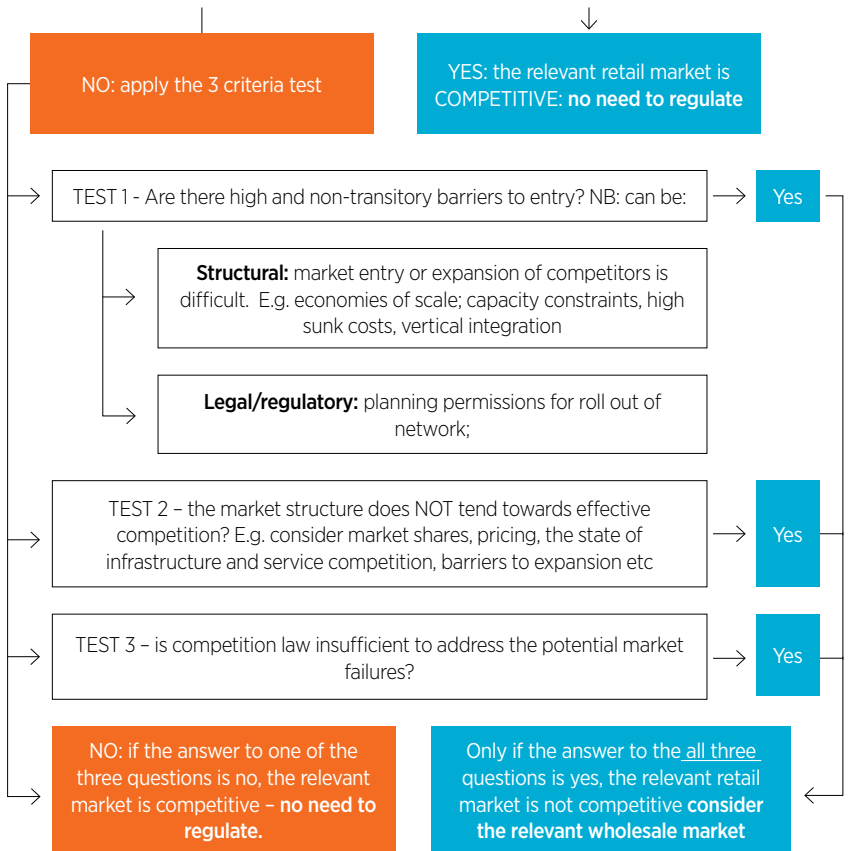 NO: apply the 3 criteria test
YES: the relevant retail market is
COMPETITIVE: no need to regulate
TEST 1 - Are there high and non-transitory barriers to entry? NB: can be:
Yes
Structural: market entry or expansion of competitors is
difficult. E.g. economies of scale; capacity constraints, high
sunk costs, vertical integration
Legal/regulatory: planning permissions for roll out of
network;
TEST 2 – the market structure does NOT tend towards effective
competition? E.g. consider market shares, pricing, the state of
infrastructure and service competition, barriers to expansion etc
Yes
TEST 3 – is competition law insufficient to address the potential market
failures?
Yes
NO: if the answer to one of the
three questions is no, the relevant
market is competitive – no need to
regulate.
Only if the answer to the all three
questions is yes, the relevant retail
market is not competitive consider
the relevant wholesale market